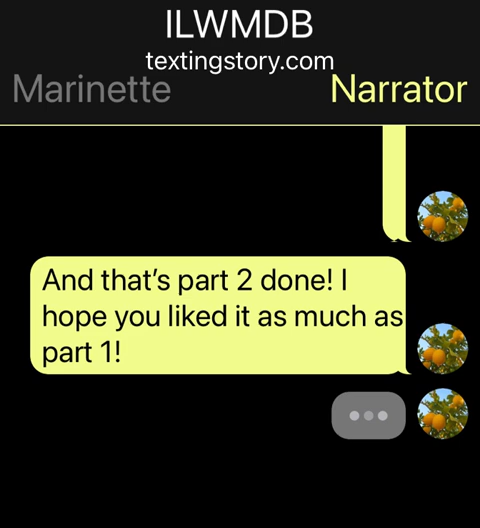 ILWMDB
textingstory.com
Marinette Narrator
And that’s part 2 done! I
hope you liked it as much as
part 1!